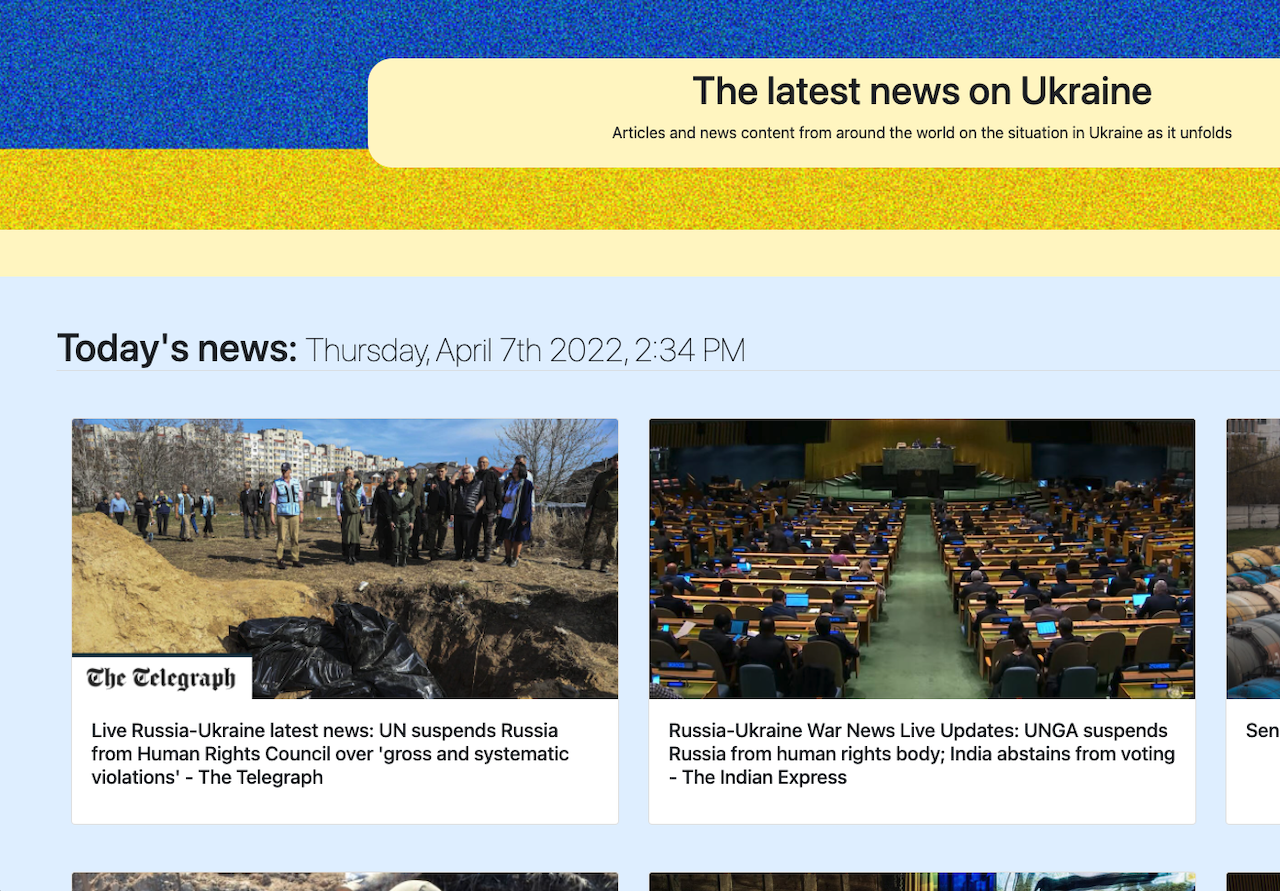 The latest news on Ukraine
Articles and news content from around the world on the situation in Ukraine as it unfolds
Today's news: Thursday, April 7th 2022, 2:34 PM
The Telegraph
Live Russia-Ukraine latest news: UN suspends Russia
from Human Rights Council over 'gross and systematic
violations' - The Telegraph
Russia-Ukraine War News Live Updates: UNGA suspends
Russia from human rights body; India abstains from voting
- The Indian Express
Sen